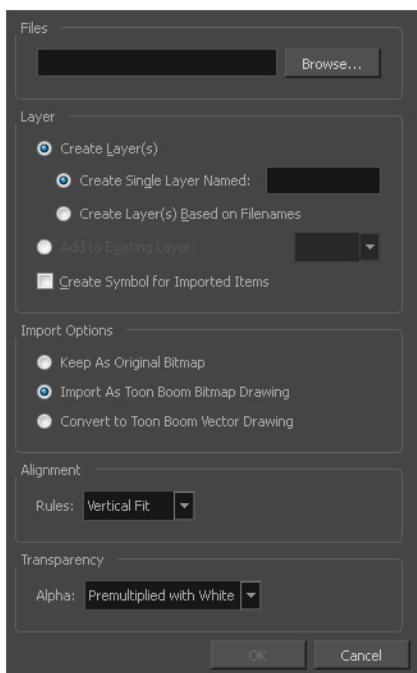 Files
Browse...
Layer
Create Layer(s)
Create Single Layer Named:
Create Layer(s) Based on Filenames
Add to Existing Layer:
Create Symbol for Imported Items
Import Options
Keep As Original Bitmap
Import As Toon Boom Bitmap Drawing
Convert to Toon Boom Vector Drawing
Alignment
Rules: Vertical Fit
Transparency
Alpha: Premultiplied with White
OK Cancel